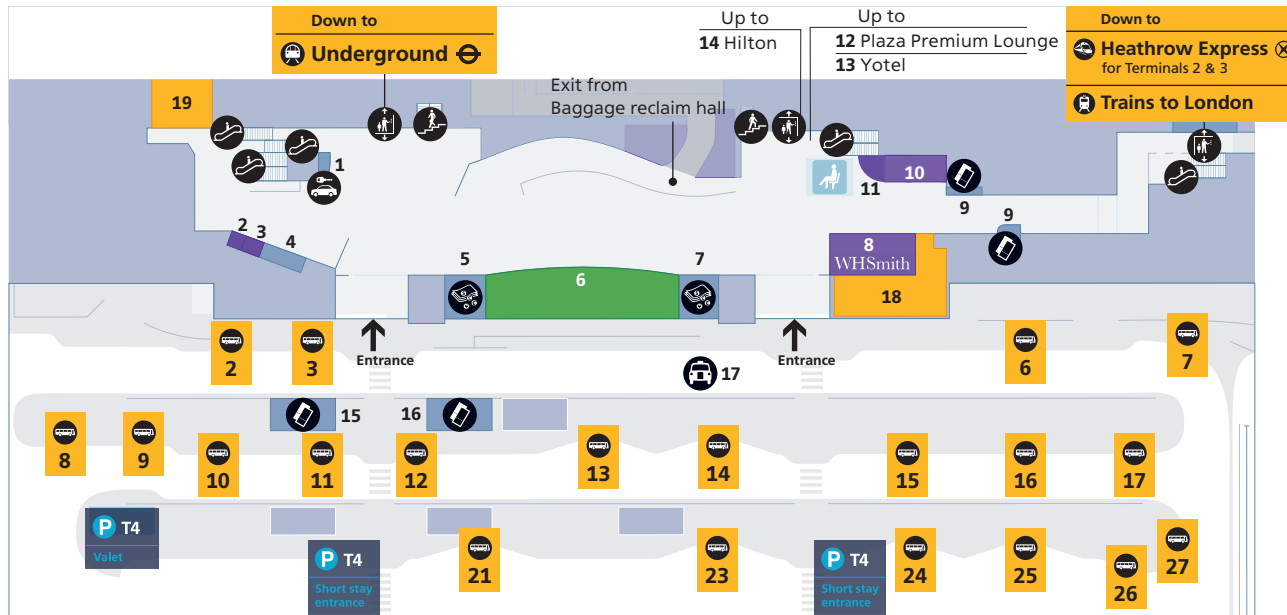 Down to
Underground
Up to
14 Hilton
Up to
12 Plaza Premium Lounge
13 Yotel
Down to
Heathrow Express
for Terminals 2 & 3
Trains to London
Exit from
Baggage reclaim hall
19
1
10
11
9
9
2
3
4
5
6
7
8
WHSmith
18
Entrance
Entrance
2
3
17
6
7
15
16
8
9
10
11
12
13
14
15
16
17
P T4
Valet
P T4
Short stay
entrance
21
23
P T4
Short stay
entrance
24
25
26
27